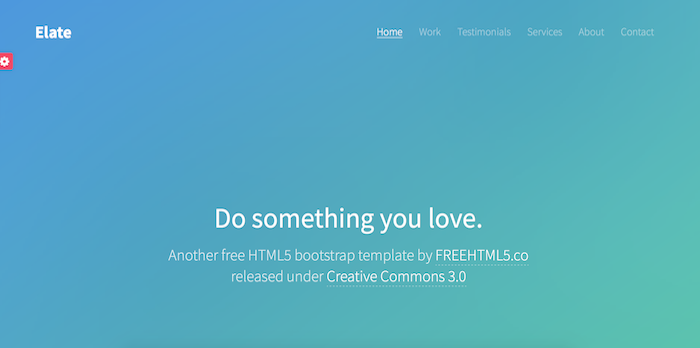 Elate
Home Work Testimonials Services About Contact
Do something you love.
Another free HTML5 bootstrap template by FREEHTML5.co
released under Creative Commons 3.0